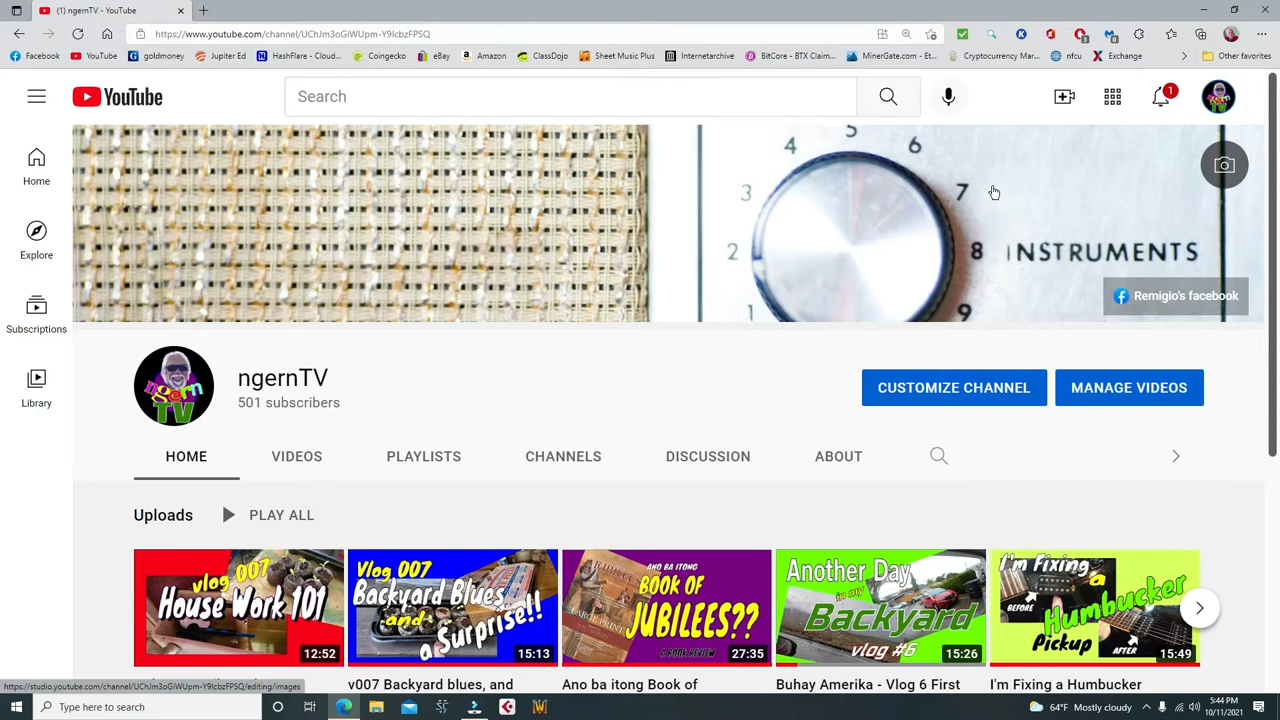 (1) ngernTV - YouTube
https://www.youtube.com/channel/UChJm3oGiWUpm-Y9IcbzFPSQ
Facebook YouTube goldmoney Jupiter Ed HashFlare - Cloud... Coingecko eBay Amazon ClassDojo Sheet Music Plus Internetarchive BitCore - BTX Claim... MinerGate.com - Em... Cryptocurrency Mar... nfcu Exchange Other favorites
YouTube
Search
1
Home
Explore
Subscriptions
Library
1 2 3 4 5 6 7 8 9
INSTRUMENTS
Remigio's facebook
ngern TV
ngernTV
501 subscribers
CUSTOMIZE CHANNEL
MANAGE VIDEOS
HOME VIDEOS PLAYLISTS CHANNELS DISCUSSION ABOUT
Uploads PLAY ALL
vlog 007
House Work 101
12:52
Vlog 007
Backyard Blues
and
a Surprise!!
15:13
ANO BA ITONG
BOOK OF
JUBILEES??
A BOOK REVIEW
27:35
Another Day
in my
Backyard
vlog #6
15:26
I'm Fixing
a
Humbucker
Pickup
BEFORE
AFTER
15:49
v007 Backyard blues, and
Ano ba itong Book of
Buhay Amerika - Vlog 6 First
I'm Fixing a Humbucker
https://studio.youtube.com/channel/UChJm3oGiWUpm-Y9IcbzFPSQ/editing/images
Type here to search
64°F Mostly cloudy
5:44 PM
10/11/2021